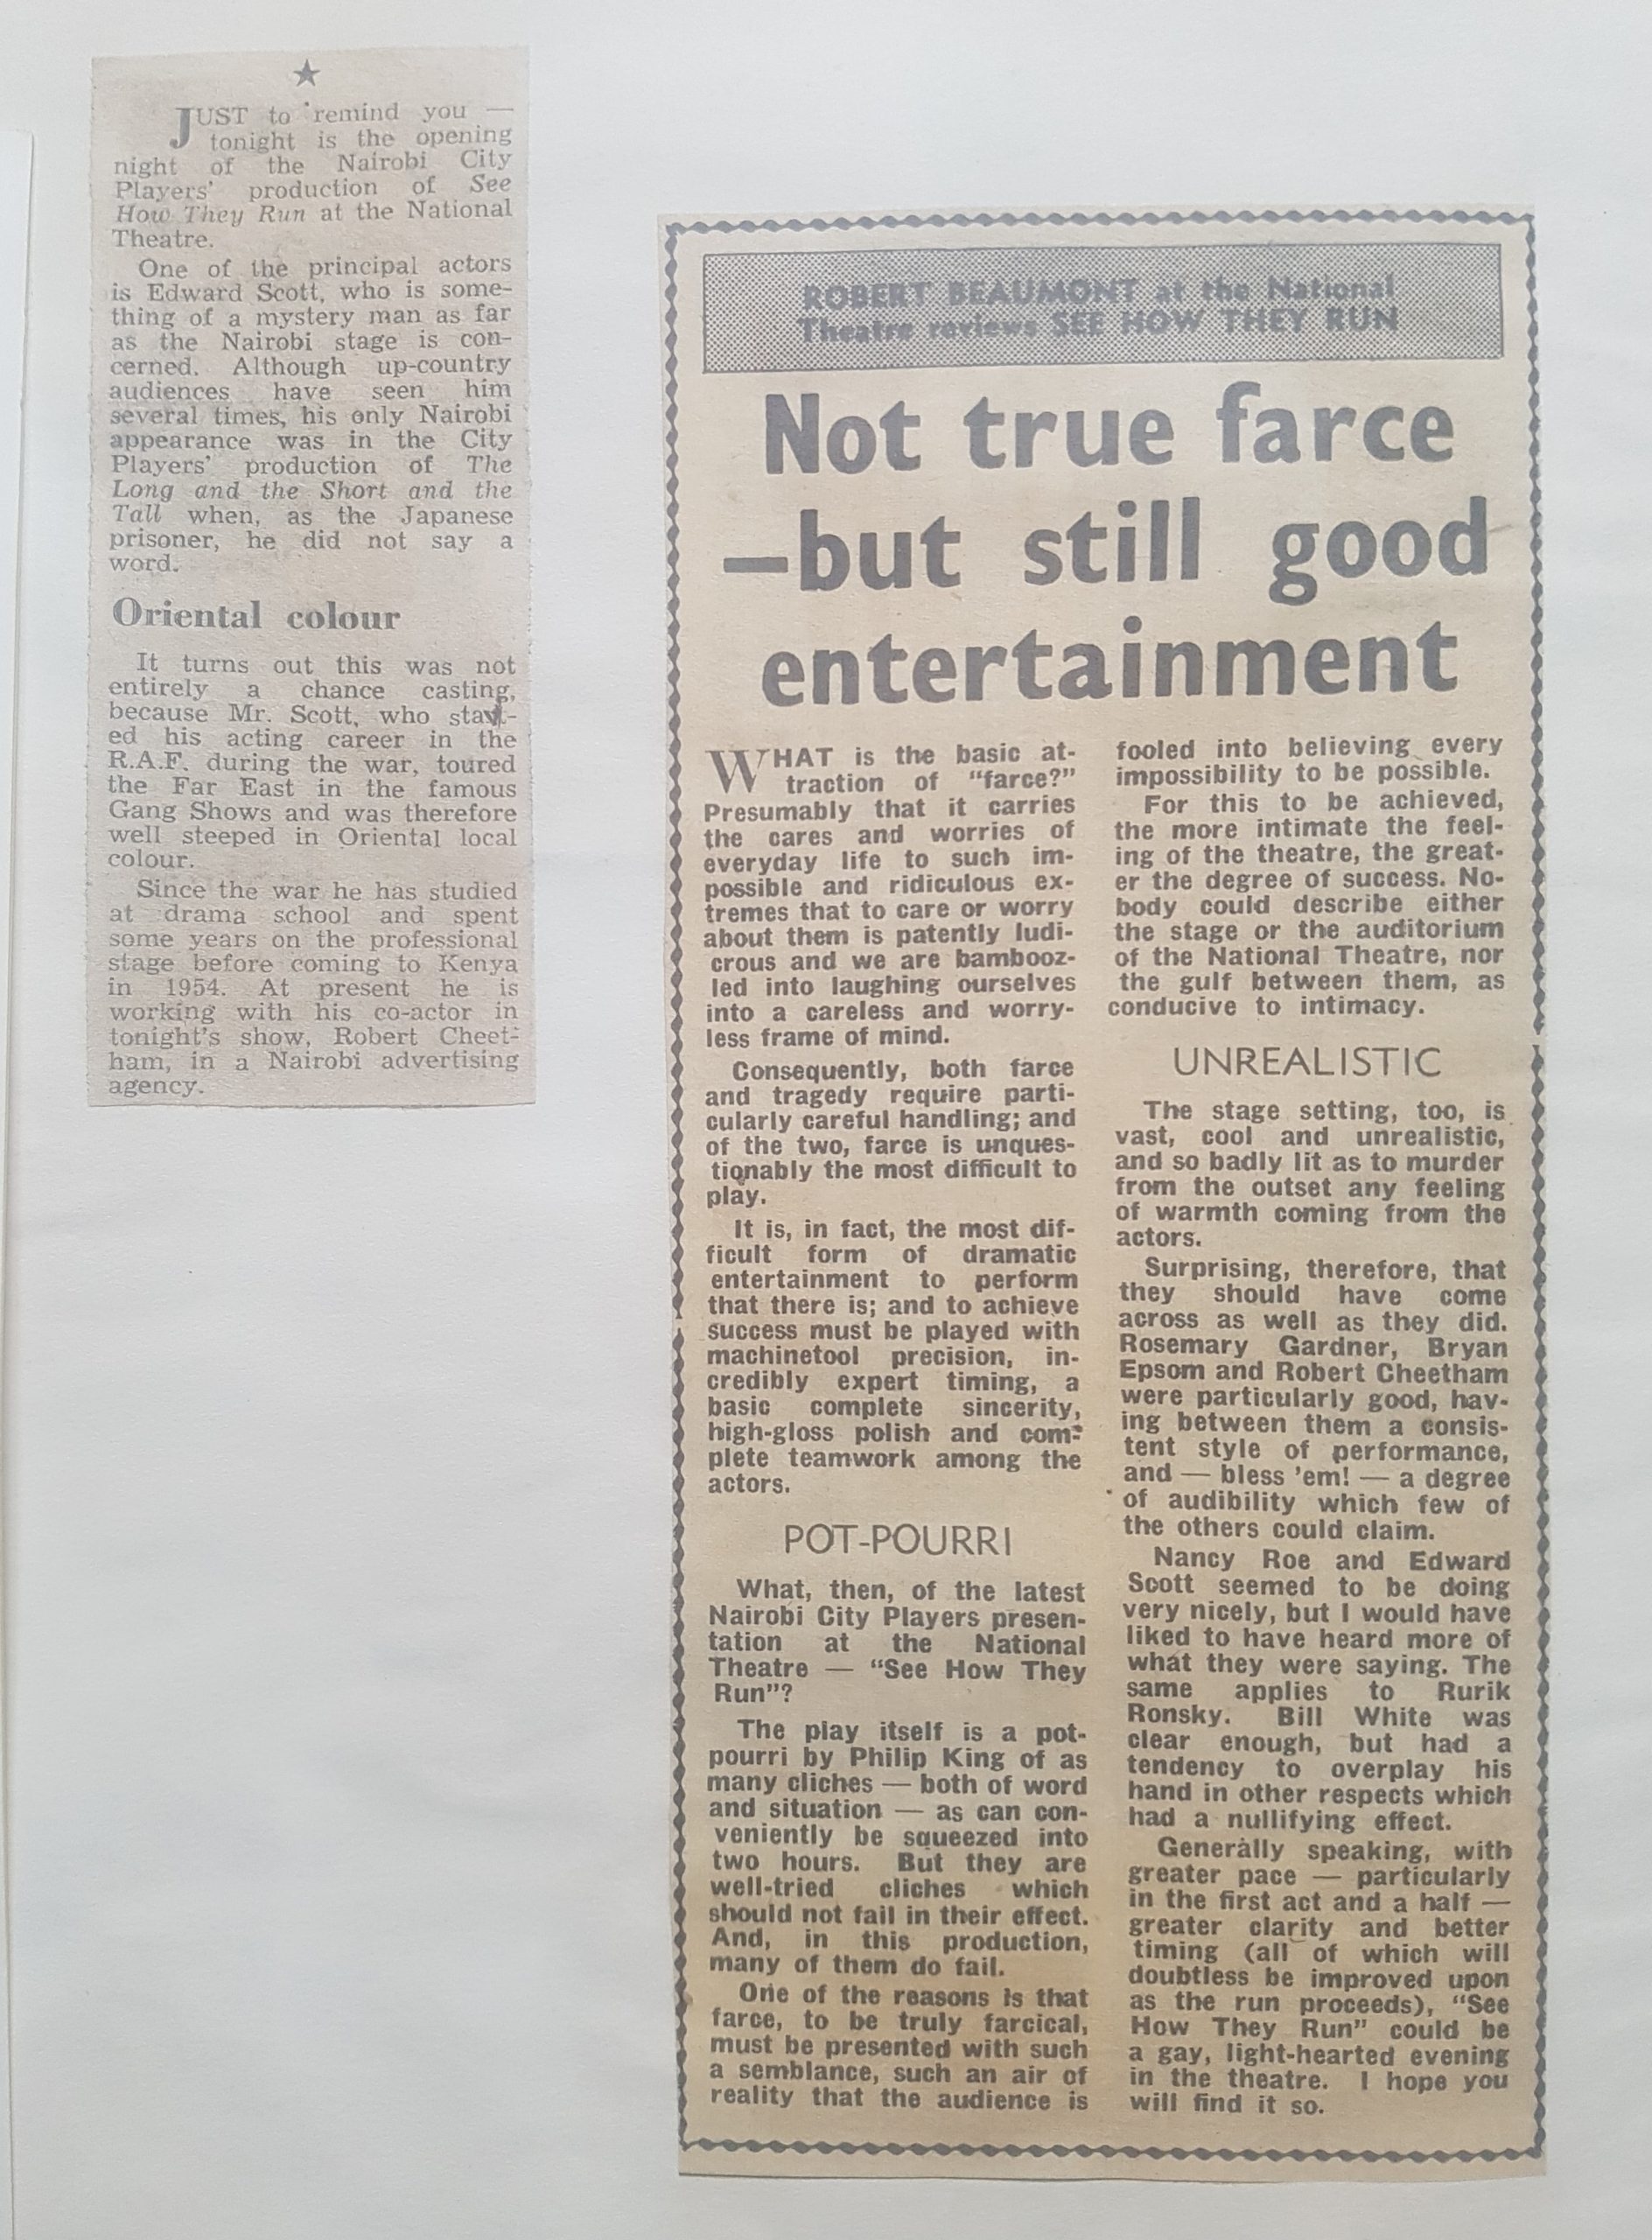 ★
JUST to remind you —
tonight is the opening
night of the Nairobi City
Players' production of See
How They Run at the National
Theatre.
One of the principal actors
is Edward Scott, who is some-
thing of a mystery man as far
as the Nairobi stage is con-
cerned. Although up-country
audiences have seen him
several times, his only Nairobi
appearance was in the City
Players' production of The
Long and the Short and the
Tall when, as the Japanese
prisoner, he did not say a
word.
Oriental colour
It turns out this was not
entirely a chance casting,
because Mr. Scott, who start-
ed his acting career in the
R.A.F. during the war, toured
the Far East in the famous
Gang Shows and was therefore
well steeped in Oriental local
colour.
Since the war he has studied
at drama school and spent
some years on the professional
stage before coming to Kenya
in 1954. At present he is
working with his co-actor in
tonight's show, Robert Cheet-
ham, in a Nairobi advertising
agency.
ROBERT BEAUMONT at the National
Theatre reviews SEE HOW THEY RUN
Not true farce
—but still good
entertainment
WHAT is the basic at-
traction of "farce?"
Presumably that it carries
the cares and worries of
everyday life to such im-
possible and ridiculous ex-
tremes that to care or worry
about them is patently ludi-
crous and we are bambooz-
led into laughing ourselves
into a careless and worry-
less frame of mind.
Consequently, both farce
and tragedy require parti-
cularly careful handling; and
of the two, farce is unques-
tionably the most difficult to
play.
It is, in fact, the most dif-
ficult form of dramatic
entertainment to perform
that there is; and to achieve
success must be played with
machinetool precision, in-
credibly expert timing, a
basic complete sincerity,
high-gloss polish and com-
plete teamwork among the
actors.
POT-POURRI
What, then, of the latest
Nairobi City Players presen-
tation at the National
Theatre — "See How They
Run"?
The play itself is a pot-
pourri by Philip King of as
many cliches — both of word
and situation — as can con-
veniently be squeezed into
two hours. But they are
well-tried cliches which
should not fail in their effect.
And, in this production,
many of them do fail.
One of the reasons is that
farce, to be truly farcical,
must be presented with such
a semblance, such an air of
reality that the audience is
fooled into believing every
impossibility to be possible.
For this to be achieved,
the more intimate the feel-
ing of the theatre, the great-
er the degree of success. No-
body could describe either
the stage or the auditorium
of the National Theatre, nor
the gulf between them, as
conducive to intimacy.
UNREALISTIC
The stage setting, too, is
vast, cool and unrealistic,
and so badly lit as to murder
from the outset any feeling
of warmth coming from the
actors.
Surprising, therefore, that
they should have come
across as well as they did.
Rosemary Gardner, Bryan
Epsom and Robert Cheetham
were particularly good, hav-
ing between them a consis-
tent style of performance,
and — bless 'em! — a degree
of audibility which few of
the others could claim.
Nancy Roe and Edward
Scott seemed to be doing
very nicely, but I would have
liked to have heard more of
what they were saying. The
same applies to Rurik
Ronsky. Bill White was
clear enough, but had a
tendency to overplay his
hand in other respects which
had a nullifying effect.
Generally speaking, with
greater pace — particularly
in the first act and a half —
greater clarity and better
timing (all of which will
doubtless be improved upon
as the run proceeds), "See
How They Run" could be
a gay, light-hearted evening
in the theatre. I hope you
will find it so.